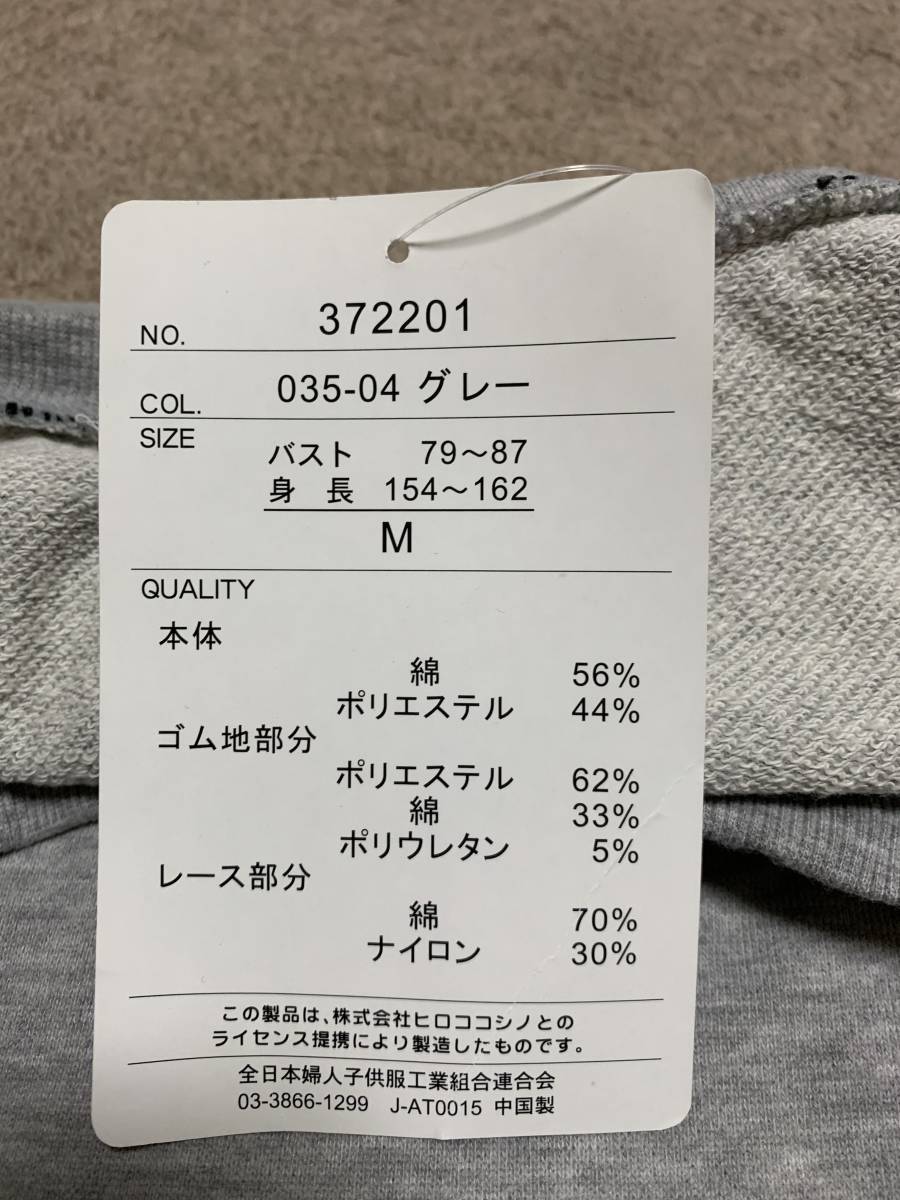 NO. 372201
COL. 035-04 グレー
SIZE バスト 79～87
身 長 154～162
M
QUALITY
本体
綿 56%
ポリエステル 44%
ゴム地部分
ポリエステル 62%
綿 33%
ポリウレタン 5%
レース部分
綿 70%
ナイロン 30%
この製品は、株式会社ヒロココシノとの
ライセンス提携により製造したものです。
全日本婦人子供服工業組合連合会
03-3866-1299 J-AT0015 中国製